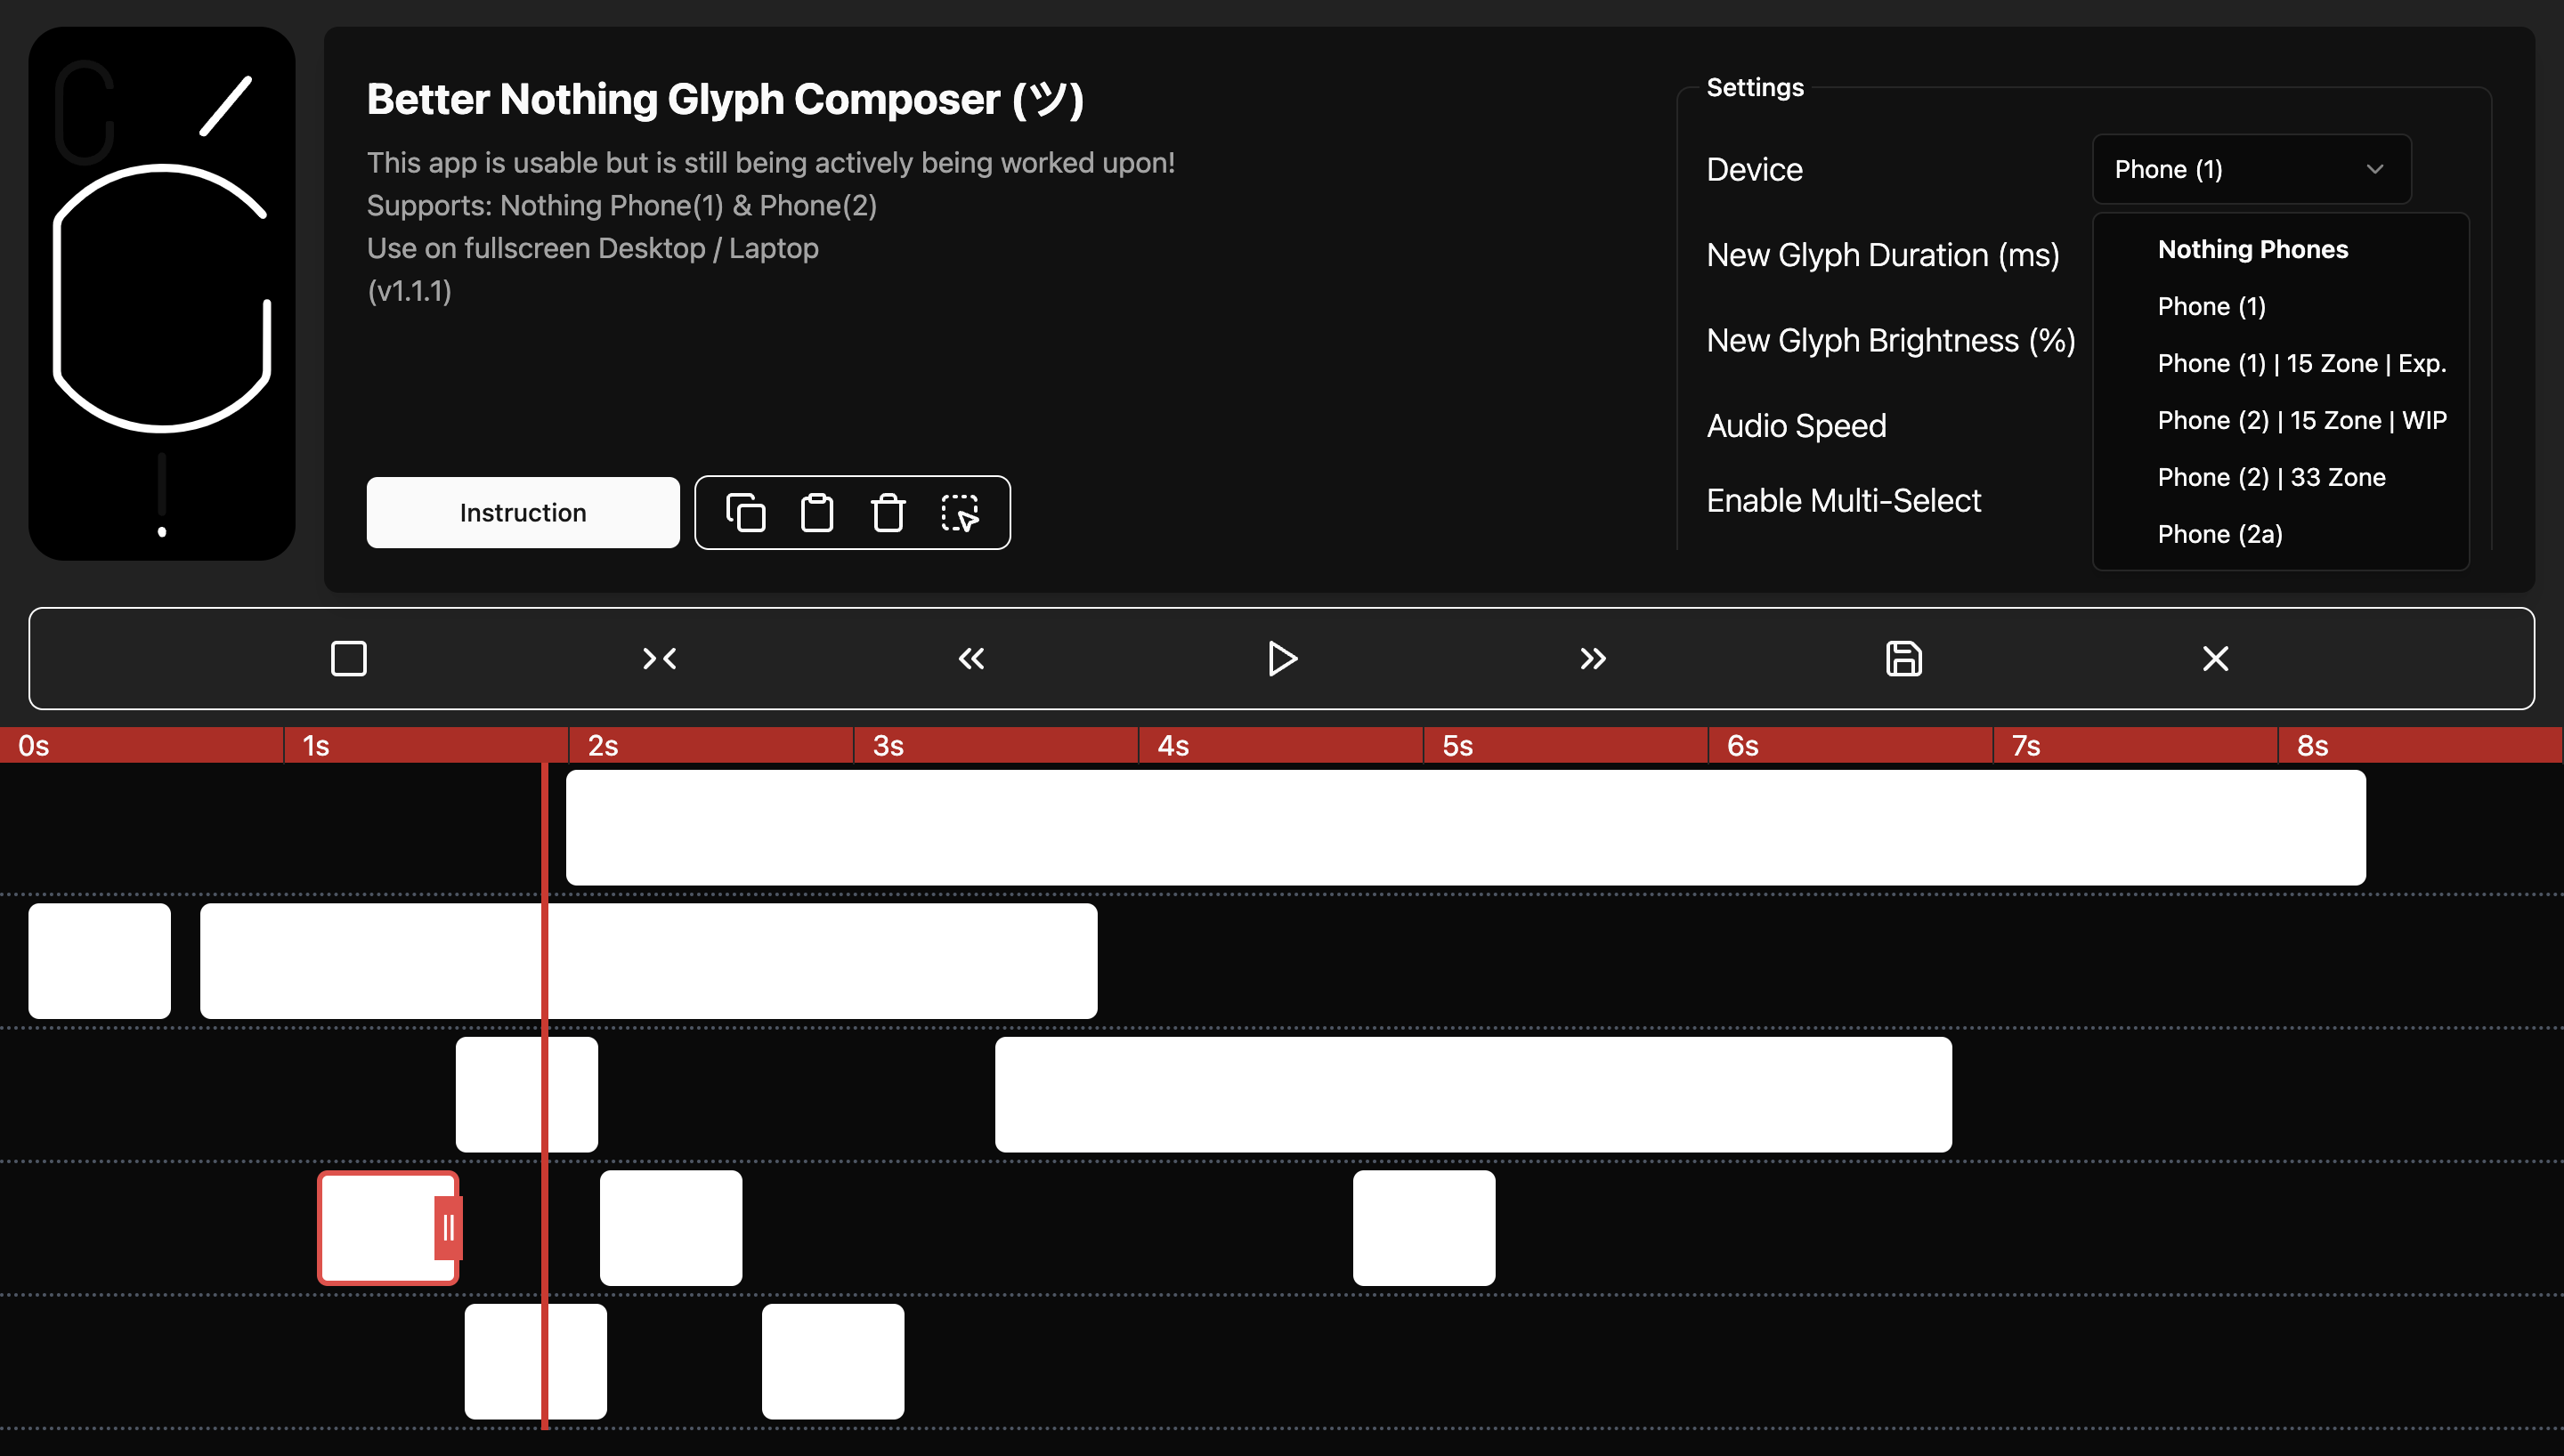 Better Nothing Glyph Composer (ツ)
This app is usable but is still being actively being worked upon!
Supports: Nothing Phone(1) & Phone(2)
Use on fullscreen Desktop / Laptop
(v1.1.1)
Instruction
Settings
Device
Phone (1)
New Glyph Duration (ms)
New Glyph Brightness (%)
Audio Speed
Enable Multi-Select
Nothing Phones
Phone (1)
Phone (1) | 15 Zone | Exp.
Phone (2) | 15 Zone | WIP
Phone (2) | 33 Zone
Phone (2a)
0s 1s 2s 3s 4s 5s 6s 7s 8s